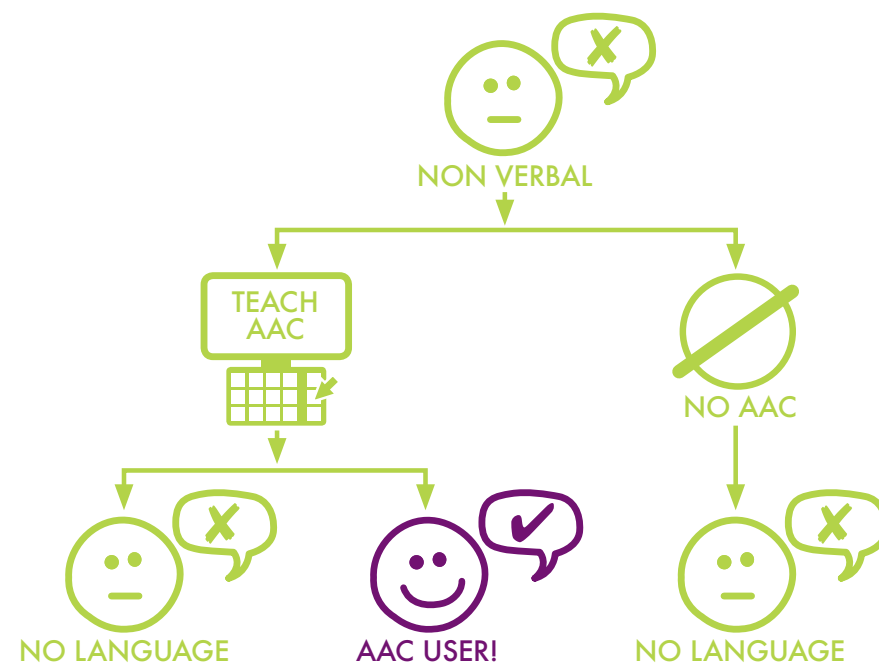 NON VERBAL
TEACH
AAC
NO AAC
NO LANGUAGE
AAC USER!
NO LANGUAGE